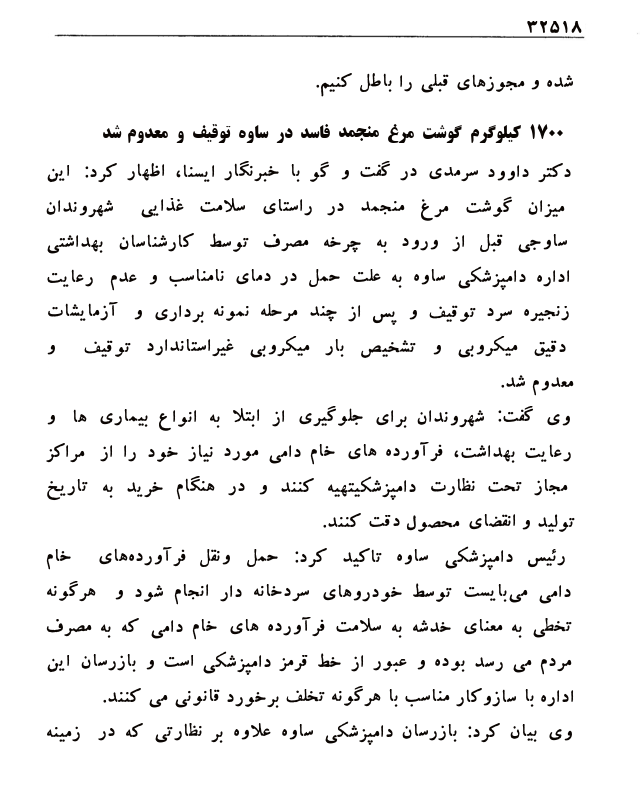 ۳۲۵۱۸
شده و مجوزهای قبلی را باطل کنیم.
۱۷۰۰ کیلوگرم گوشت مرغ منجمد فاسد در ساوه توقیف و معدوم شد
دکتر داوود سرمدی در گفت و گو با خبرنگار ایسنا، اظهار کرد: این
میزان گوشت مرغ منجمد در راستای سلامت غذایی شهروندان
ساوجی قبل از ورود به چرخه مصرف توسط کارشناسان بهداشتی
اداره دامپزشکی ساوه به علت حمل در دمای نامناسب و عدم رعایت
زنجیره سرد توقیف و پس از چند مرحله نمونه برداری و آزمایشات
دقیق میکروبی و تشخیص بار میکروبی غیراستاندارد توقیف و
معدوم شد.
وی گفت: شهروندان برای جلوگیری از ابتلا به انواع بیماری ها و
رعایت بهداشت، فرآورده های خام دامی مورد نیاز خود را از مراکز
مجاز تحت نظارت دامپزشکیتهیه کنند و در هنگام خرید به تاریخ
تولید و انقضای محصول دقت کنند.
رئیس دامپزشکی ساوه تاکید کرد: حمل ونقل فرآورده‌های خام
دامی می‌بایست توسط خودروهای سردخانه دار انجام شود و هرگونه
تخطی به معنای خدشه به سلامت فرآورده های خام دامی که به مصرف
مردم می رسد بوده و عبور از خط قرمز دامپزشکی است و بازرسان این
اداره با سازوکار مناسب با هرگونه تخلف برخورد قانونی می کنند.
وی بیان کرد: بازرسان دامپزشکی ساوه علاوه بر نظارتی که در زمینه